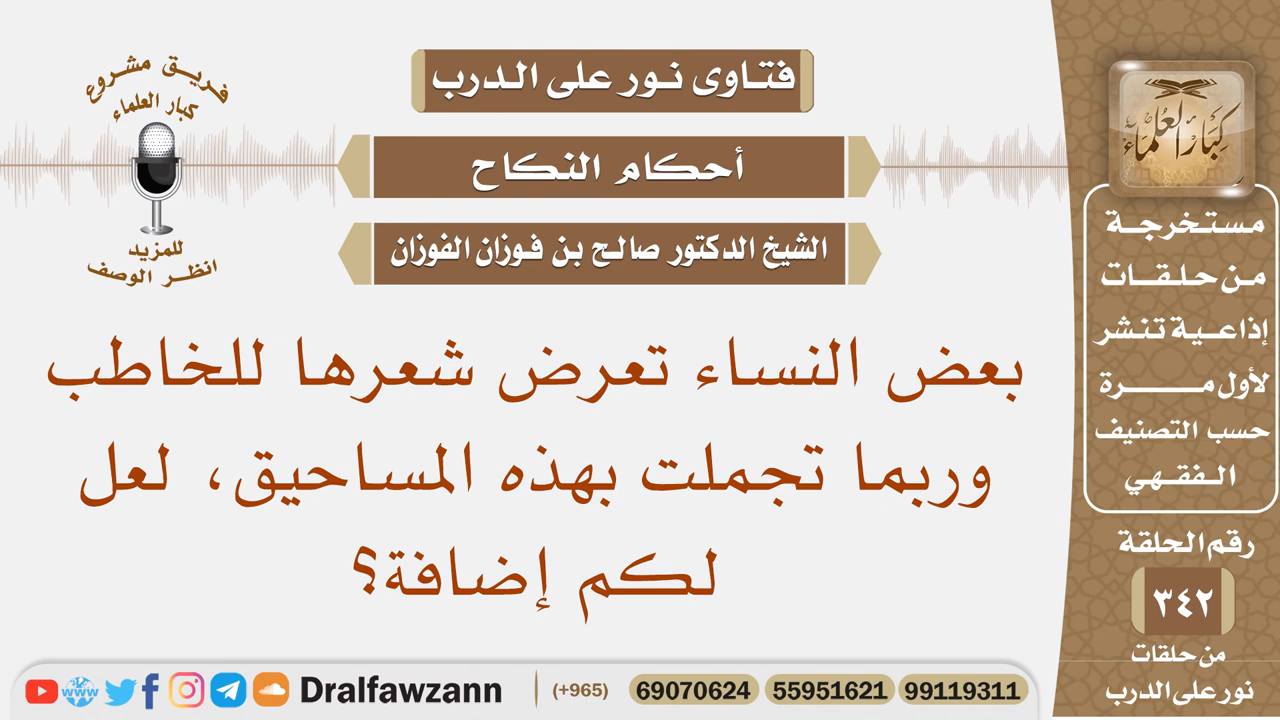 فتاوى نور على الدرب
أحكام النكاح
الشيخ الدكتور صالح بن فوزان الفوزان
بعض النساء تعرض شعرها للخاطب
وربما تجملت بهذه المساحيق، لعل
لكم إضافة؟
فريق مشروع
كبار العلماء
للمزيد
انظر الوصف
كبار العلماء
مستخرجة
من حلقات
إذاعية تنشر
لأول مرة
حسب التصنيف
الفقهي
رقم الحلقة
٣٤٢
من حلقات
نور على الدرب
www
Dralfawzann
(+965)
69070624
55951621
99119311